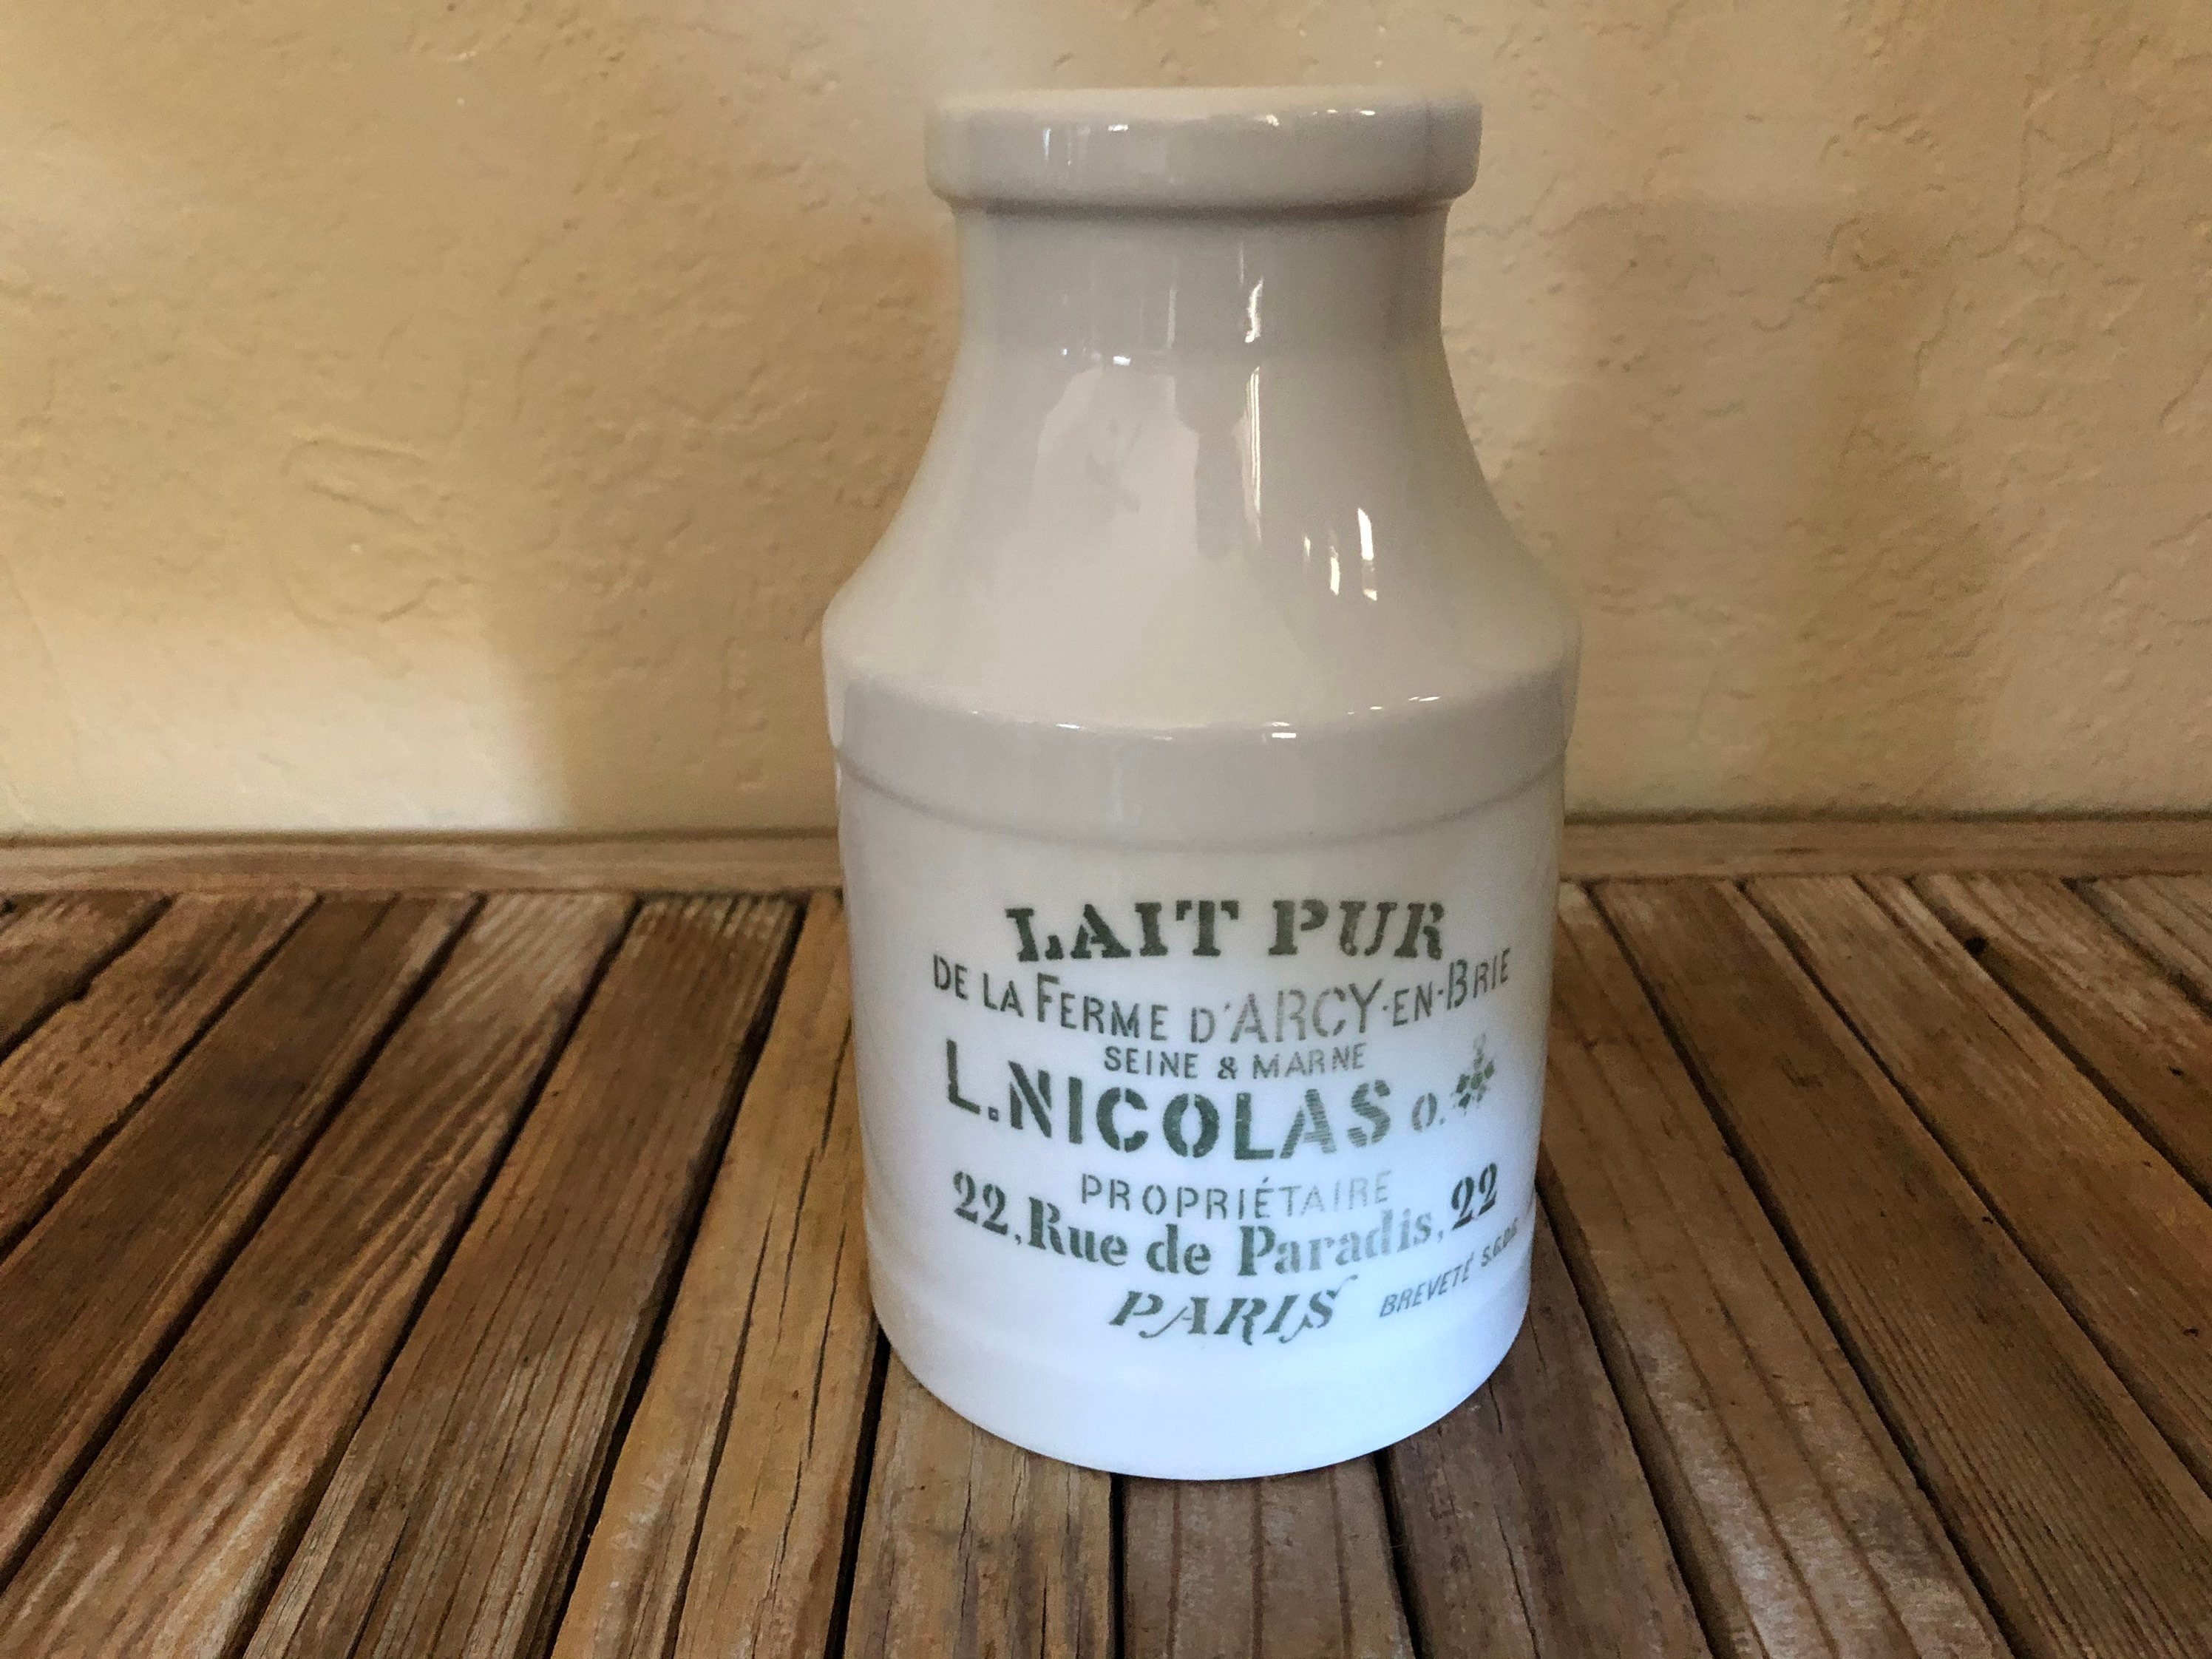 LAIT PUR
DE LA FERME D'ARCY-EN-BRIE
SEINE & MARNE
L. NICOLAS O.
PROPRIÉTAIRE
22, Rue de Paradis, 22
PARIS
BREVETÉ S.G.D.G.